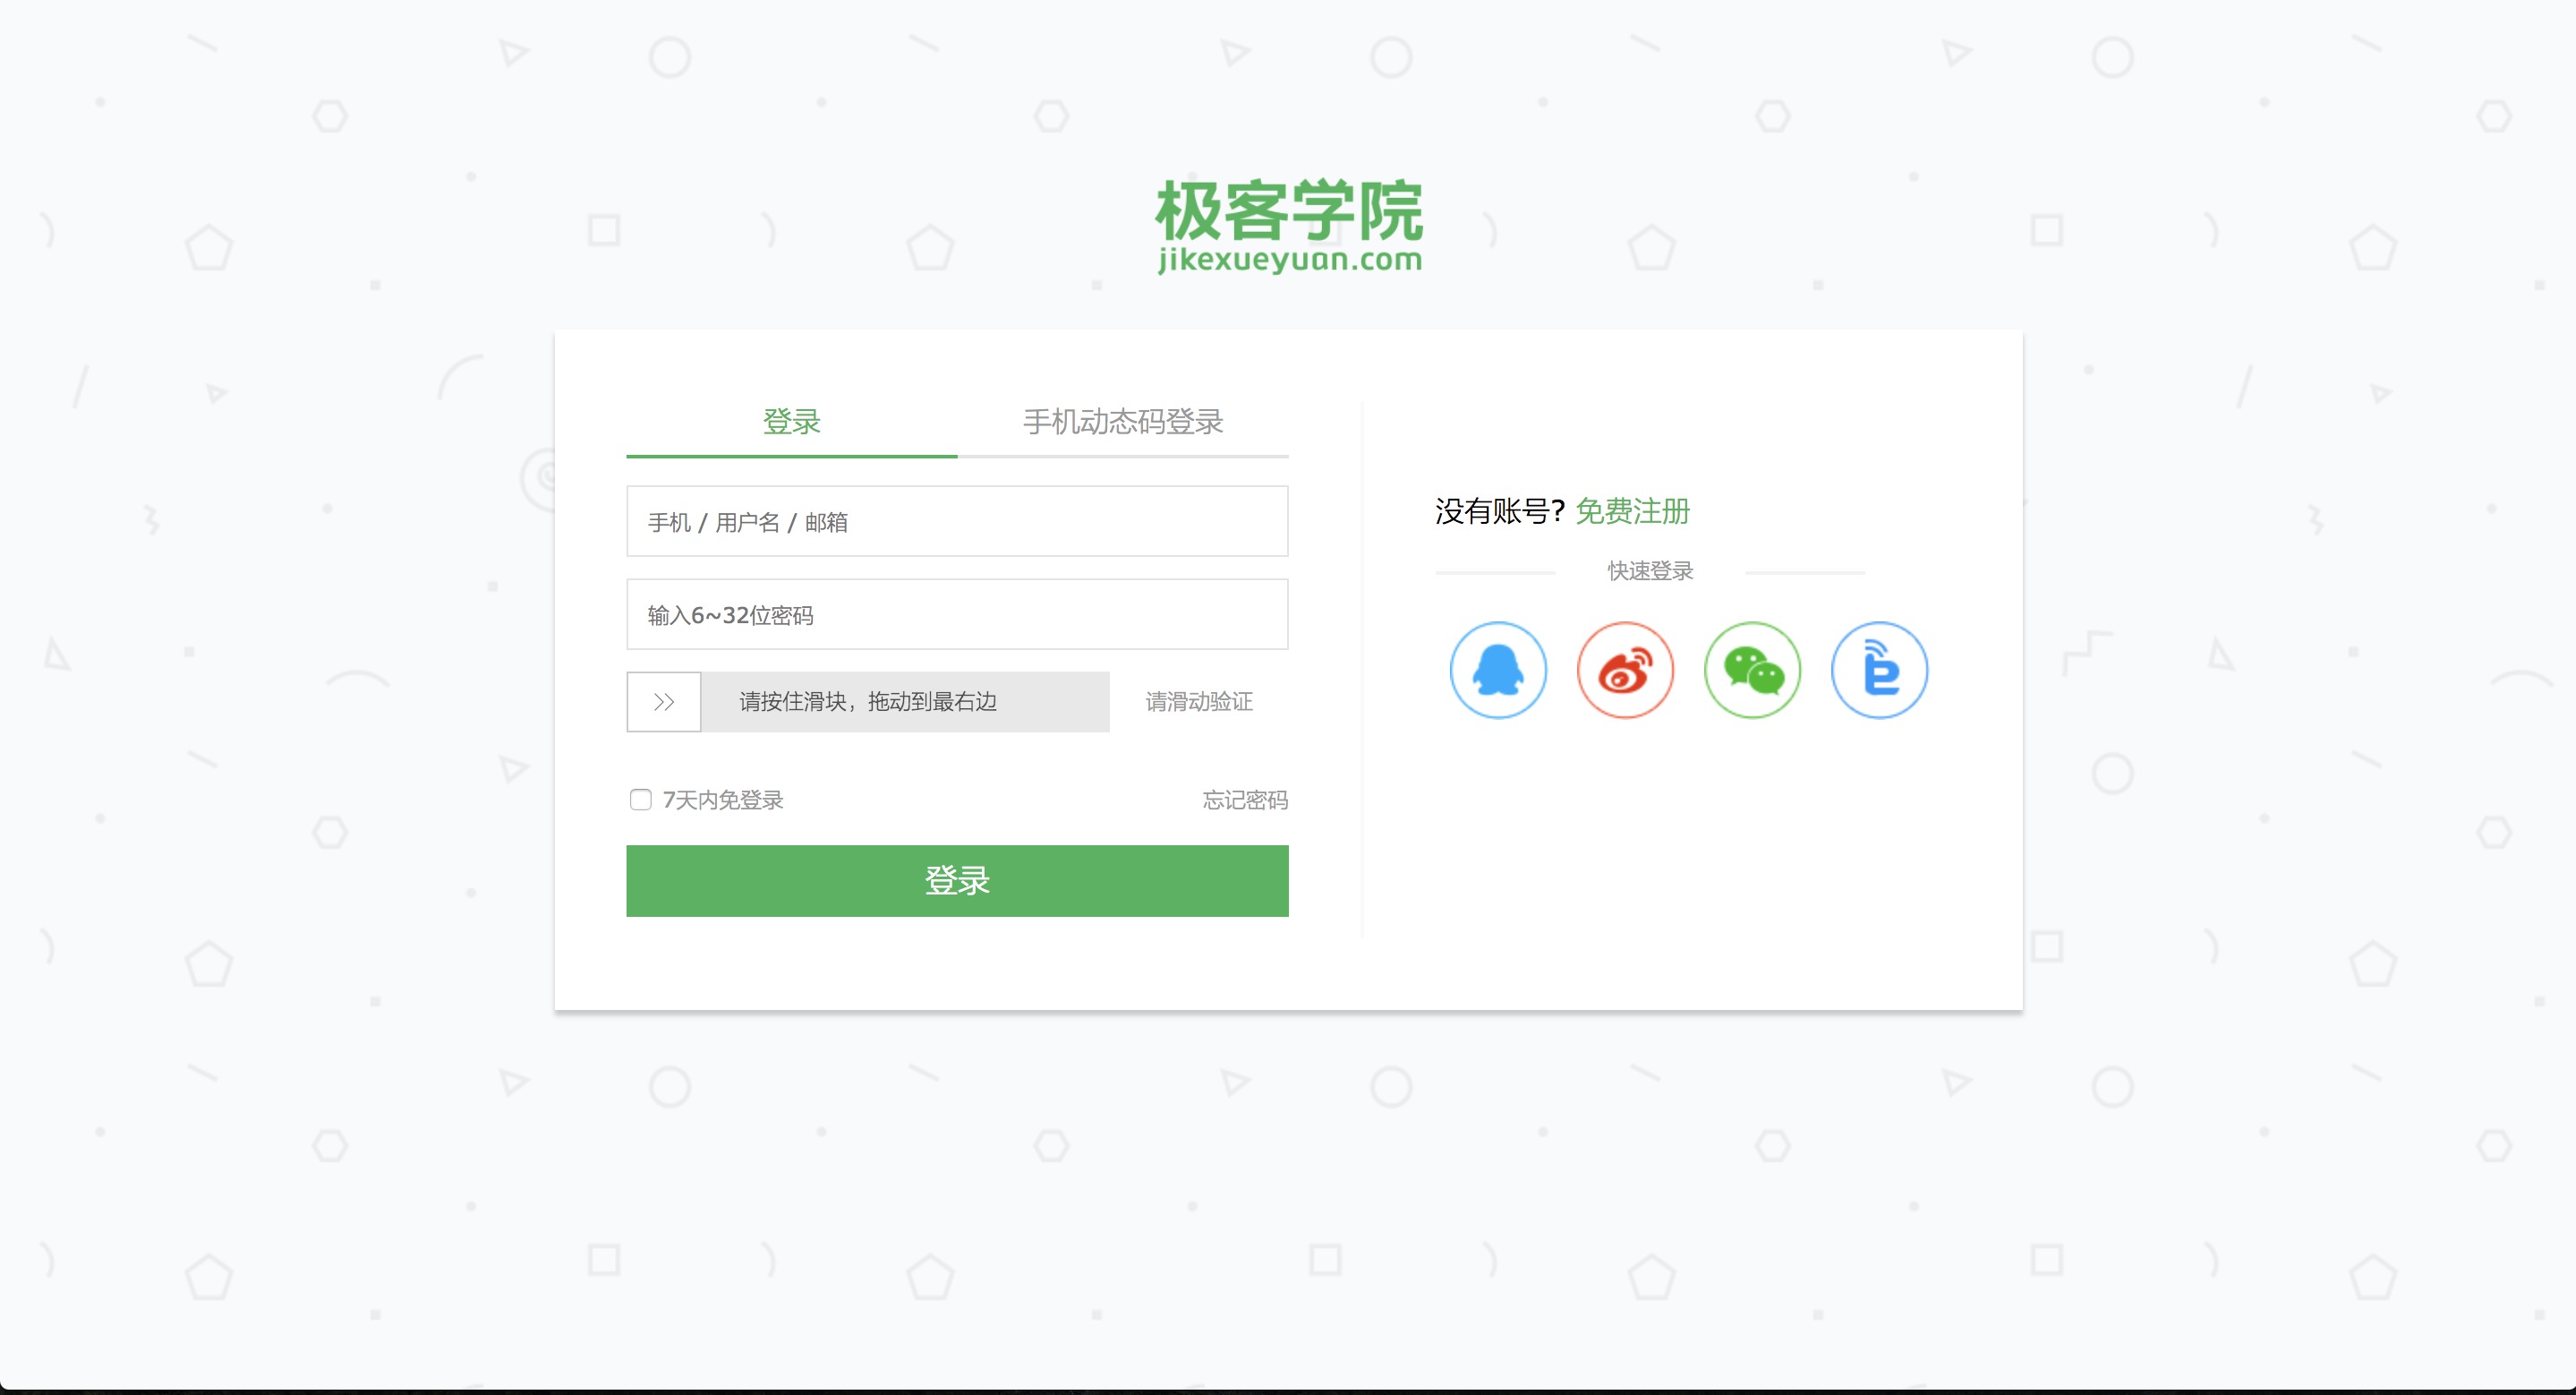 极客学院
jikexueyuan.com
登录
手机动态码登录
手机 / 用户名 / 邮箱
输入6~32位密码
>> 请按住滑块，拖动到最右边
请滑动验证
7天内免登录
忘记密码
登录
没有账号? 免费注册
快速登录